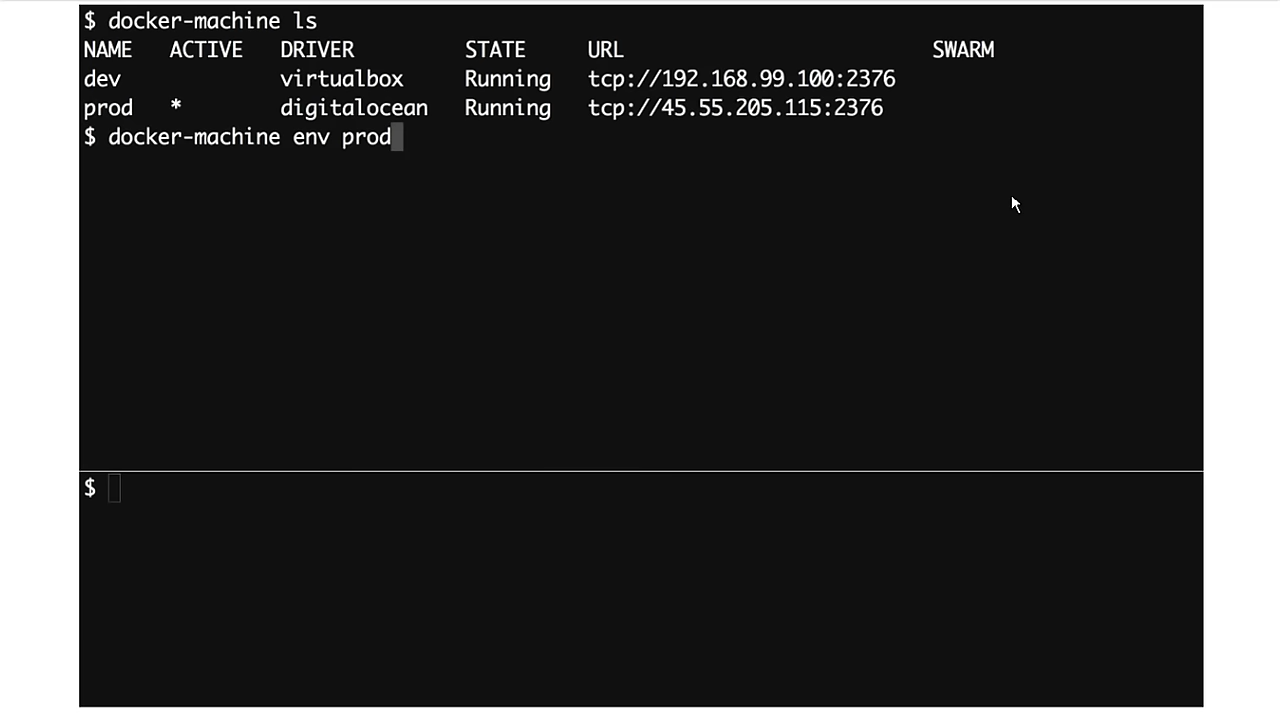 $ docker-machine ls
NAME   ACTIVE   DRIVER         STATE     URL                         SWARM
dev             virtualbox     Running   tcp://192.168.99.100:2376
prod   *        digitalocean   Running   tcp://45.55.205.115:2376
$ docker-machine env prod
$